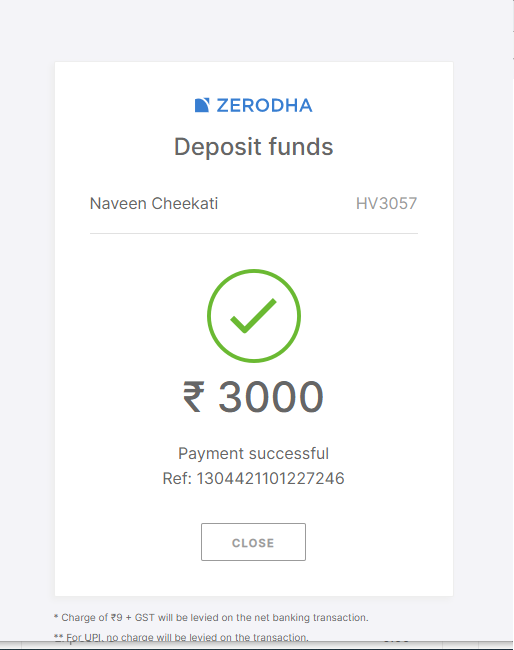 ZERODHA
Deposit funds
Naveen Cheekati HV3057
₹ 3000
Payment successful
Ref: 1304421101227246
CLOSE
* Charge of ₹9 + GST will be levied on the net banking transaction.
** For UPI, no charge will be levied on the transaction.